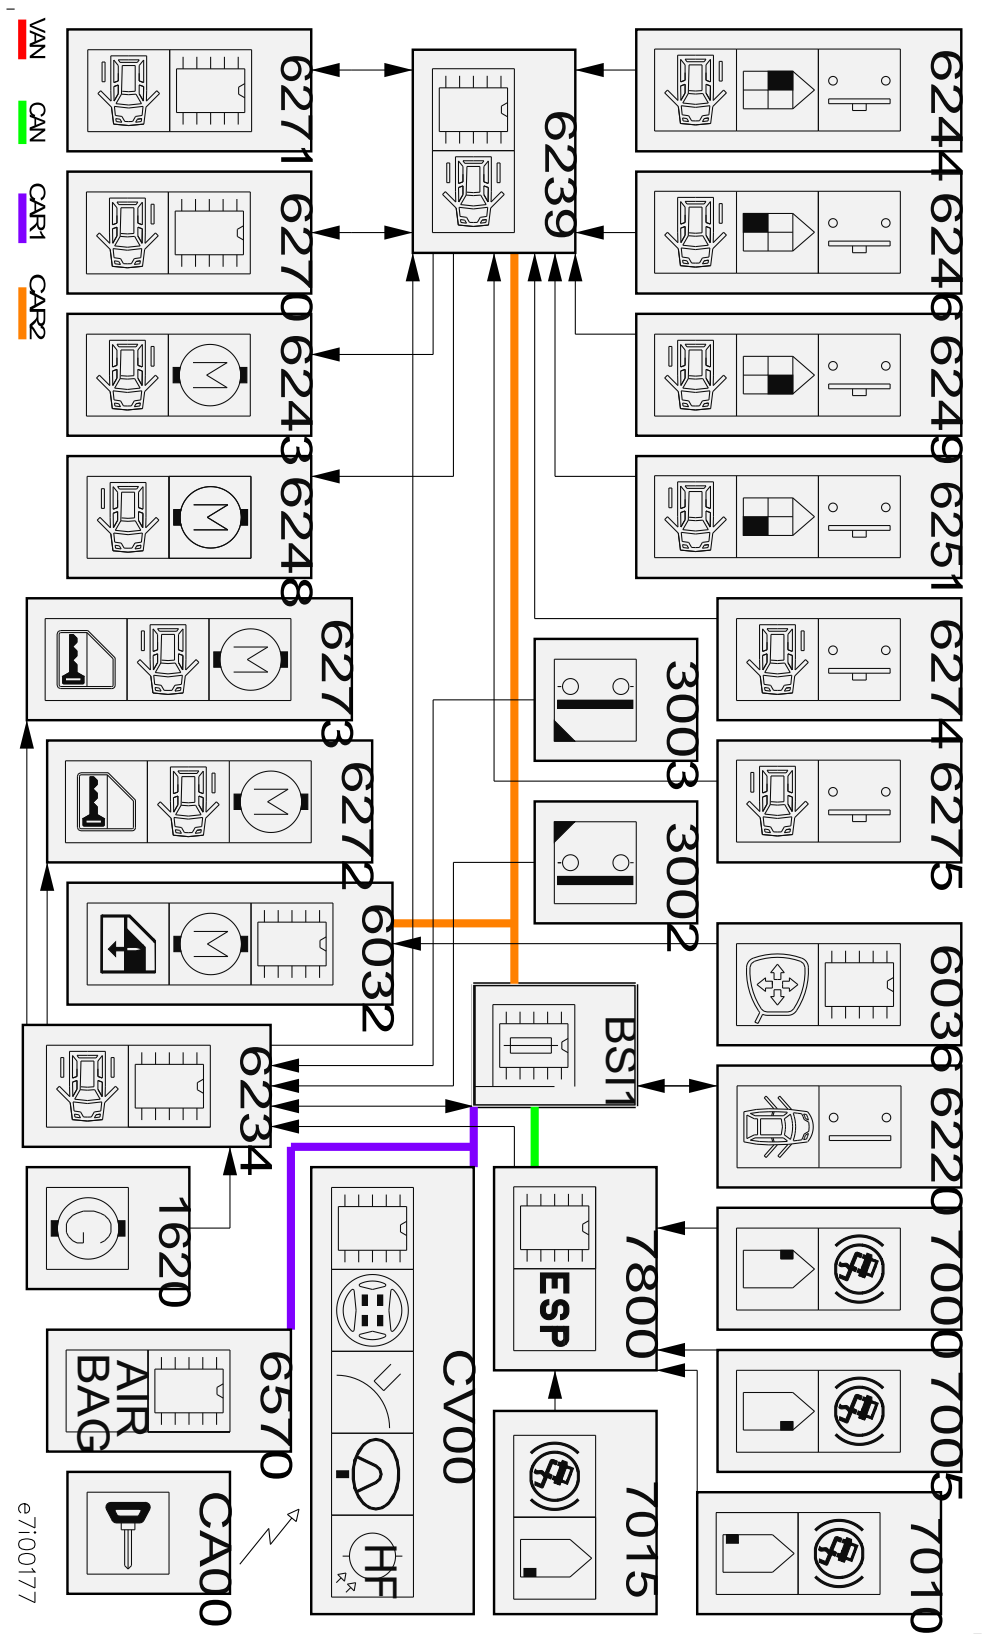 VAN
CAN
CAR1
CAR2
6271
6270
6243
6248
M
M
6273
M
6272
M
6032
M
6234
1620
G
6570
AIR
BAG
CA00
6239
3003
3002
BSI1
CV00
HF
7800
ESP
7015
6244
6246
6249
6251
6274
6275
6036
6220
7000
7005
7010
e7i00177